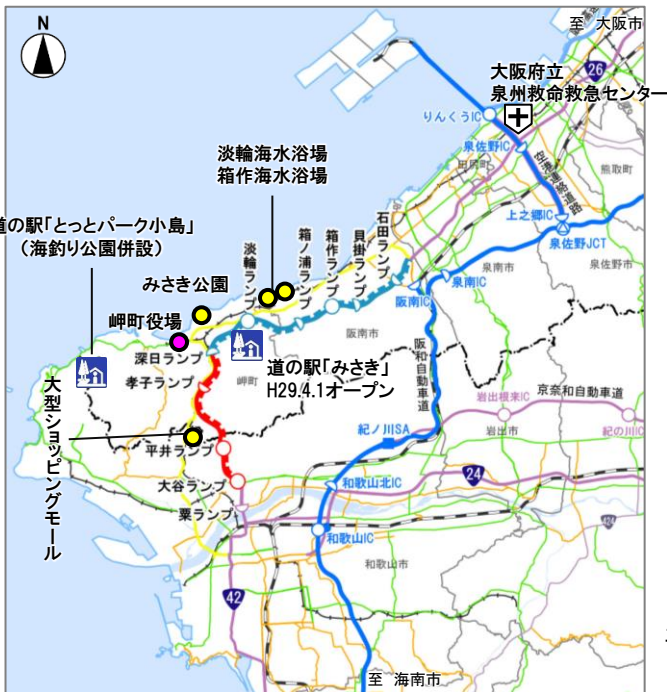 N
至 大阪市
26
大阪府立
泉州救命救急センター
りんくうIC
泉佐野IC
田尻町
熊取町
空港連絡道路
上之郷IC
泉佐野JCT
淡輪海水浴場
箱作海水浴場
道の駅「とっとパーク小島」
(海釣り公園併設)
みさき公園
岬町役場
淡輪ランプ
箱ノ浦ランプ
箱作ランプ
貝掛ランプ
石田ランプ
泉南市
泉佐野市
泉南IC
阪南IC
阪南市
深日ランプ
岬町
道の駅「みさき」
H29.4.1オープン
孝子ランプ
阪和自動車道
京奈和自動車道
岩出根来IC
岩出市
紀の川IC
紀ノ川SA
大型ショッピングモール
平井ランプ
大谷ランプ
粟ランプ
24
和歌山北IC
424
和歌山IC
和歌山市
42
至 海南市